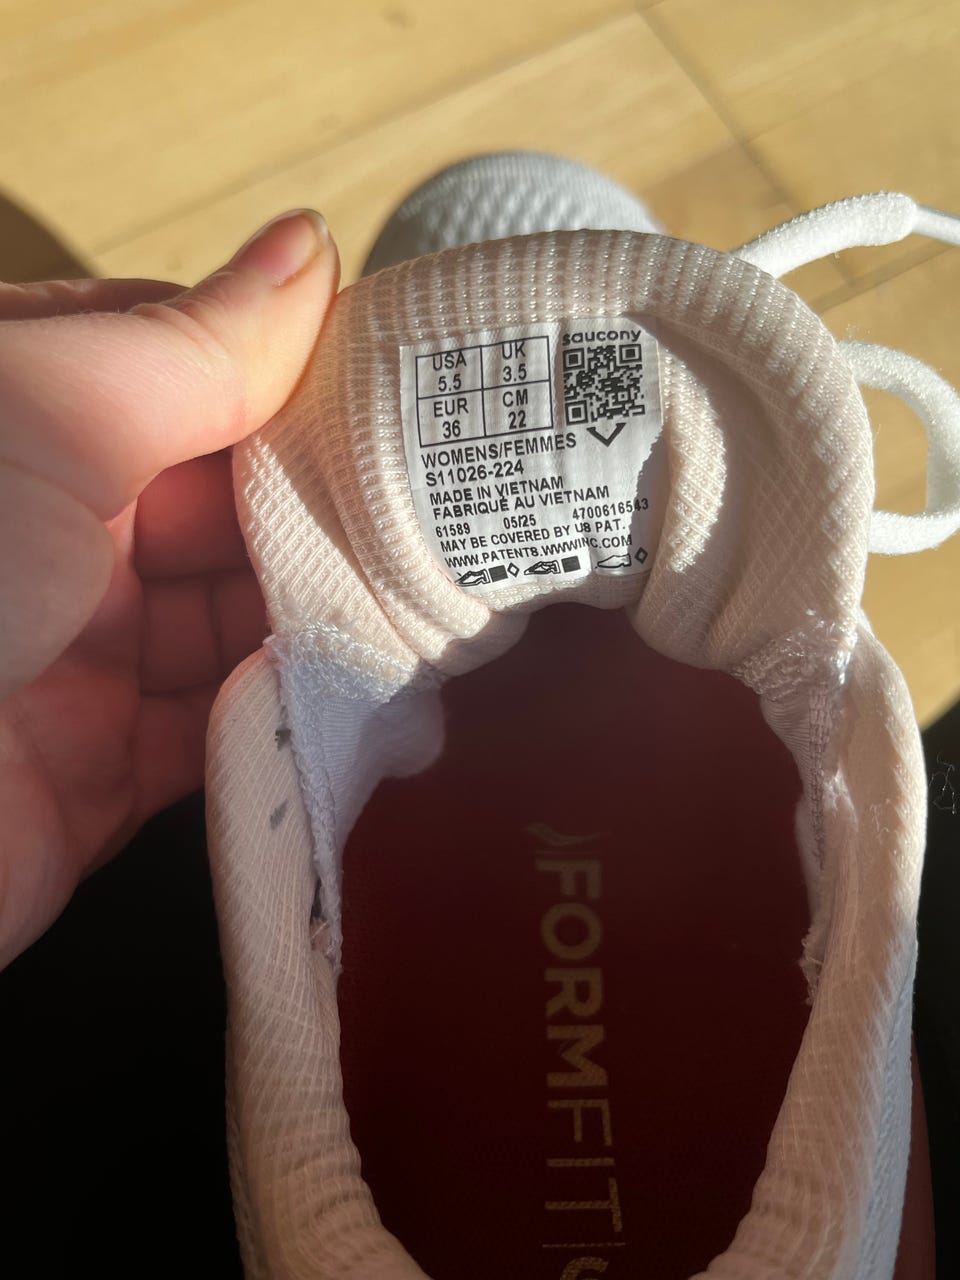 saucony
USA 5.5 UK 3.5
EUR 36 CM 22
WOMENS/FEMMES
S11026-224
MADE IN VIETNAM
FABRIQUÉ AU VIETNAM
61589 05/25 4700616543
MAY BE COVERED BY US PAT.
WWW.PATENTS.WWWINC.COM
FORMFIT